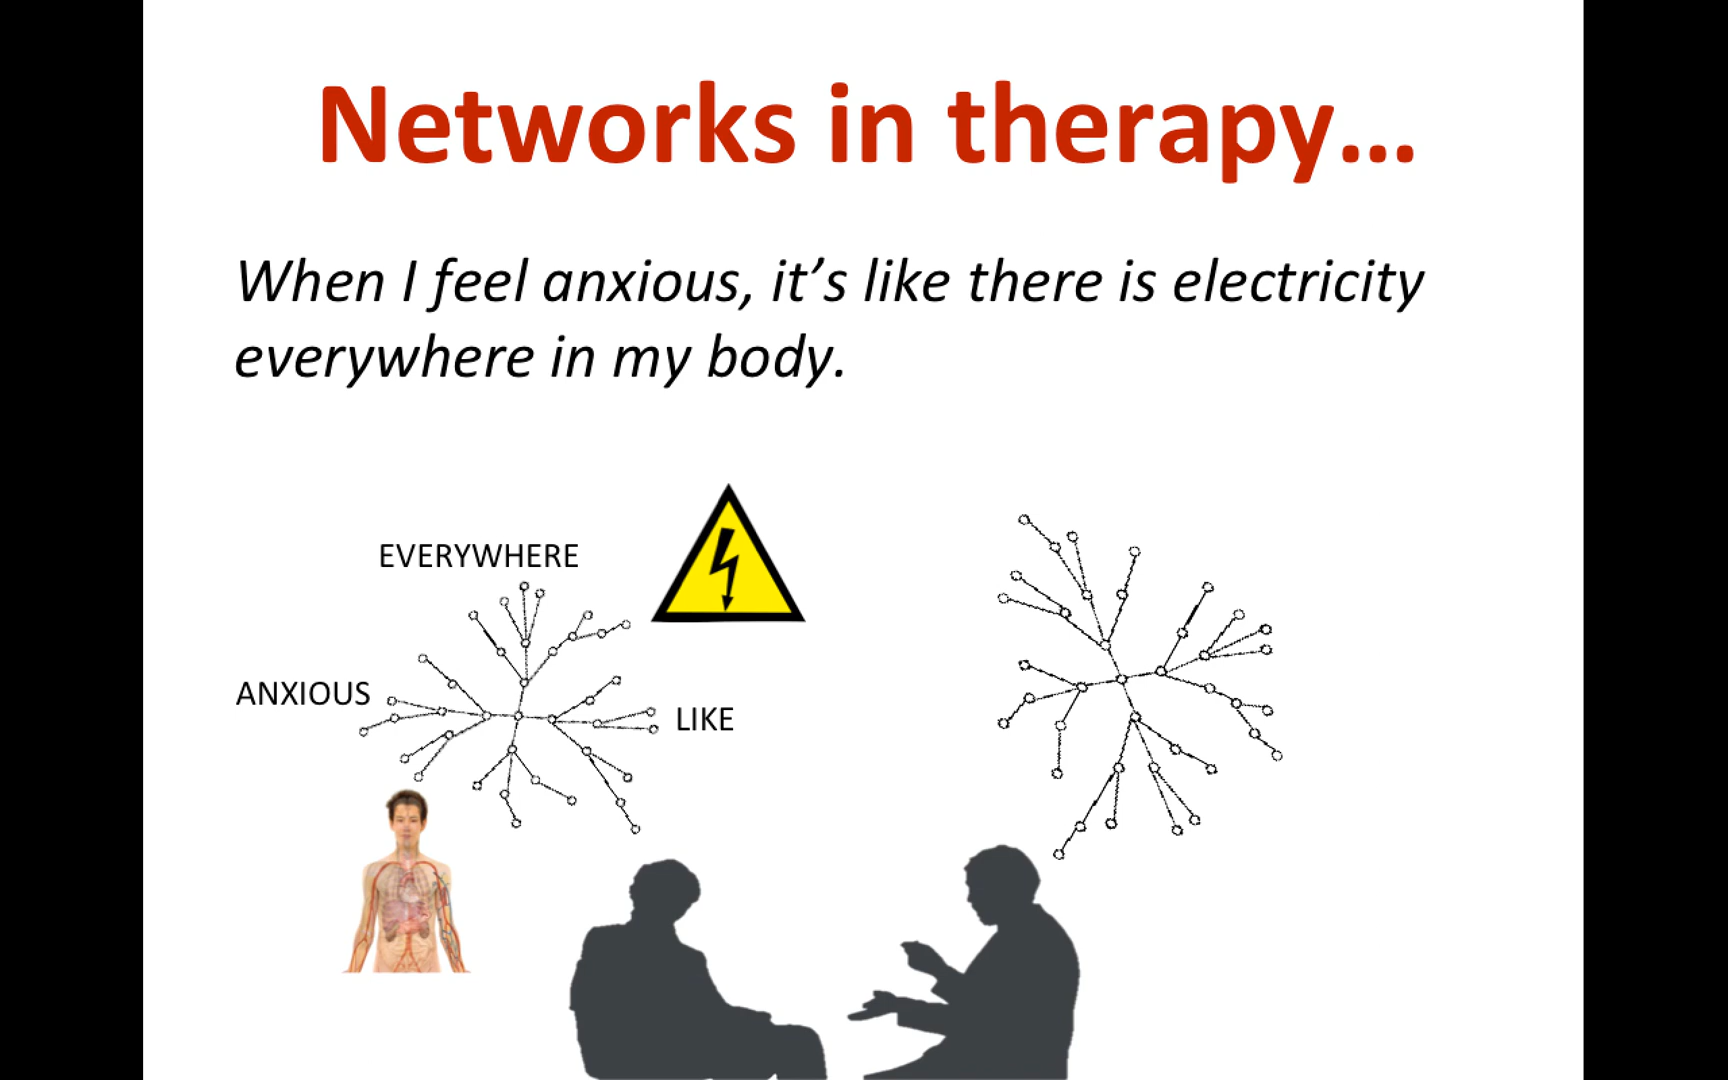 Networks in therapy…
When I feel anxious, it’s like there is electricity
everywhere in my body.
EVERYWHERE
ANXIOUS
LIKE